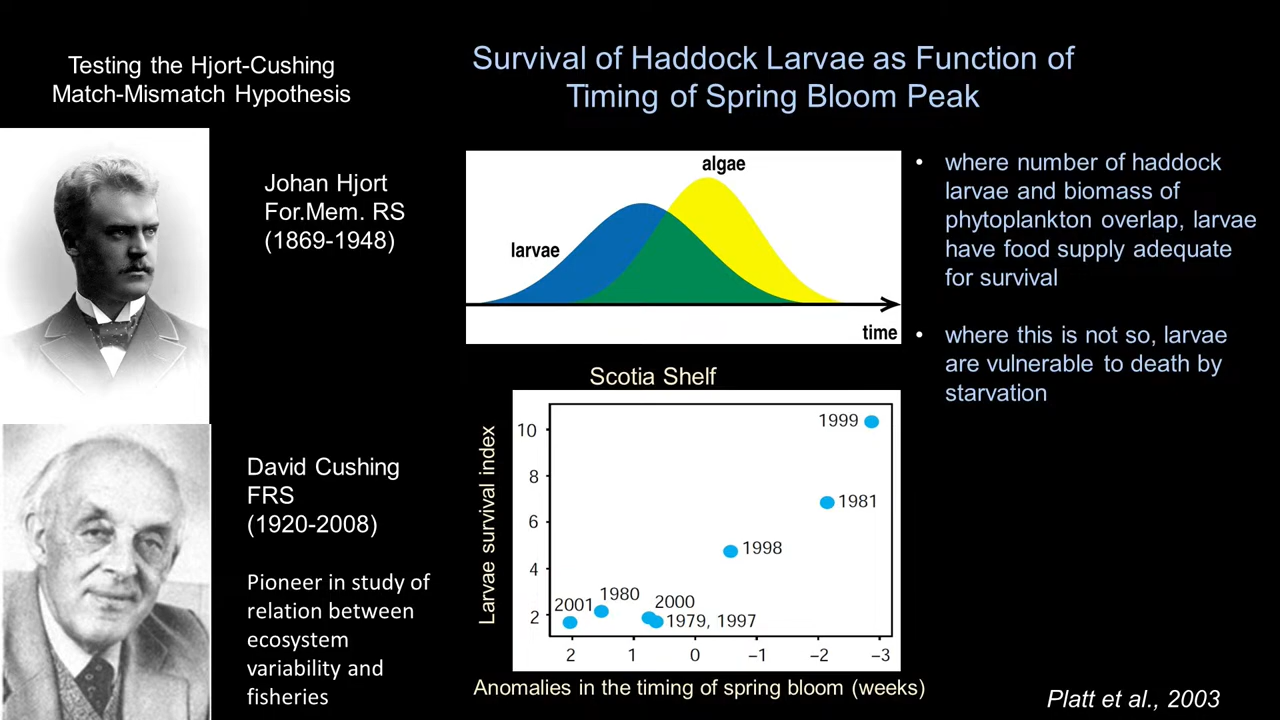 Testing the Hjort-Cushing
Match-Mismatch Hypothesis
Survival of Haddock Larvae as Function of
Timing of Spring Bloom Peak
Johan Hjort
For.Mem. RS
(1869-1948)
David Cushing
FRS
(1920-2008)
Pioneer in study of
relation between
ecosystem
variability and
fisheries
algae
larvae
time
• where number of haddock
larvae and biomass of
phytoplankton overlap, larvae
have food supply adequate
for survival
• where this is not so, larvae
are vulnerable to death by
starvation
Scotia Shelf
Larvae survival index
10
8
6
4
2
1999
1981
1998
2001
1980
2000
1979, 1997
2 1 0 –1 –2 –3
Anomalies in the timing of spring bloom (weeks)
Platt et al., 2003